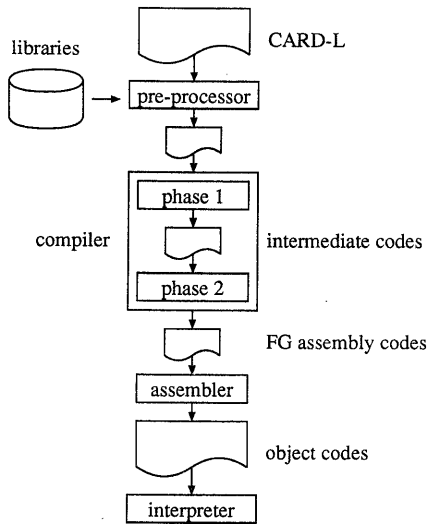 CARD-L
libraries
pre-processor
phase 1
compiler
intermediate codes
phase 2
FG assembly codes
assembler
object codes
interpreter